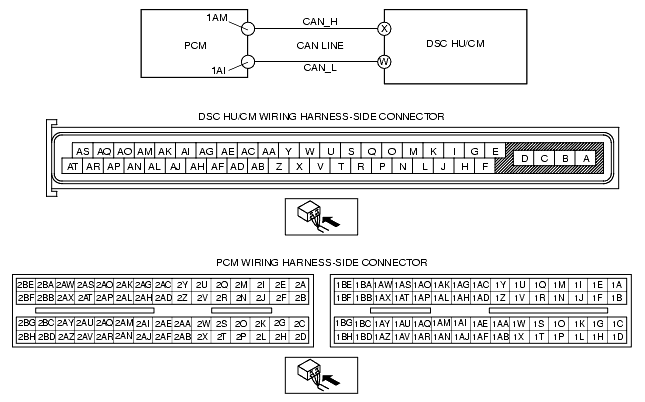 1AM
CAN_H
X
PCM
CAN LINE
DSC HU/CM
W
1AI
CAN_L
DSC HU/CM WIRING HARNESS-SIDE CONNECTOR
AS AQ AO AM AK AI AG AE AC AA Y W U S Q O M K I G E
D C B A
AT AR AP AN AL AJ AH AF AD AB Z X V T R P N L J H F
PCM WIRING HARNESS-SIDE CONNECTOR
2BE 2BA 2AW 2AS 2AO 2AK 2AG 2AC 2Y 2U 2Q 2M 2I 2E 2A
2BF 2BB 2AX 2AT 2AP 2AL 2AH 2AD 2Z 2V 2R 2N 2J 2F 2B
2BG 2BC 2AY 2AU 2AQ 2AM 2AI 2AE 2AA 2W 2S 2O 2K 2G 2C
2BH 2BD 2AZ 2AV 2AR 2AN 2AJ 2AF 2AB 2X 2T 2P 2L 2H 2D
1BE 1BA 1AW 1AS 1AO 1AK 1AG 1AC 1Y 1U 1Q 1M 1I 1E 1A
1BF 1BB 1AX 1AT 1AP 1AL 1AH 1AD 1Z 1V 1R 1N 1J 1F 1B
1BG 1BC 1AY 1AU 1AQ 1AM 1AI 1AE 1AA 1W 1S 1O 1K 1G 1C
1BH 1BD 1AZ 1AV 1AR 1AN 1AJ 1AF 1AB 1X 1T 1P 1L 1H 1D